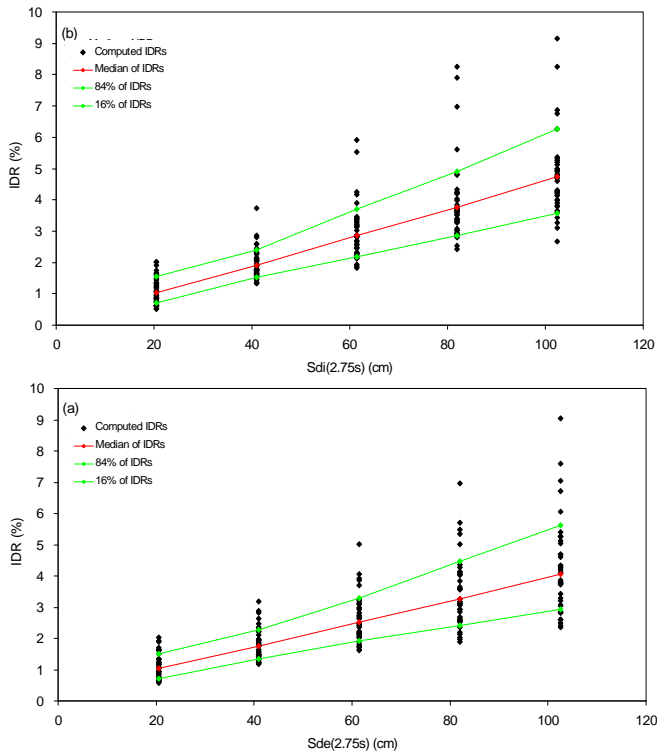 (b)
Computed IDRs
Median of IDRs
84% of IDRs
16% of IDRs
IDR (%)
10
9
8
7
6
5
4
3
2
1
0
0 20 40 60 80 100 120
Sdi(2.75s) (cm)
(a)
Computed IDRs
Median of IDRs
84% of IDRs
16% of IDRs
IDR (%)
10
9
8
7
6
5
4
3
2
1
0
0 20 40 60 80 100 120
Sde(2.75s) (cm)